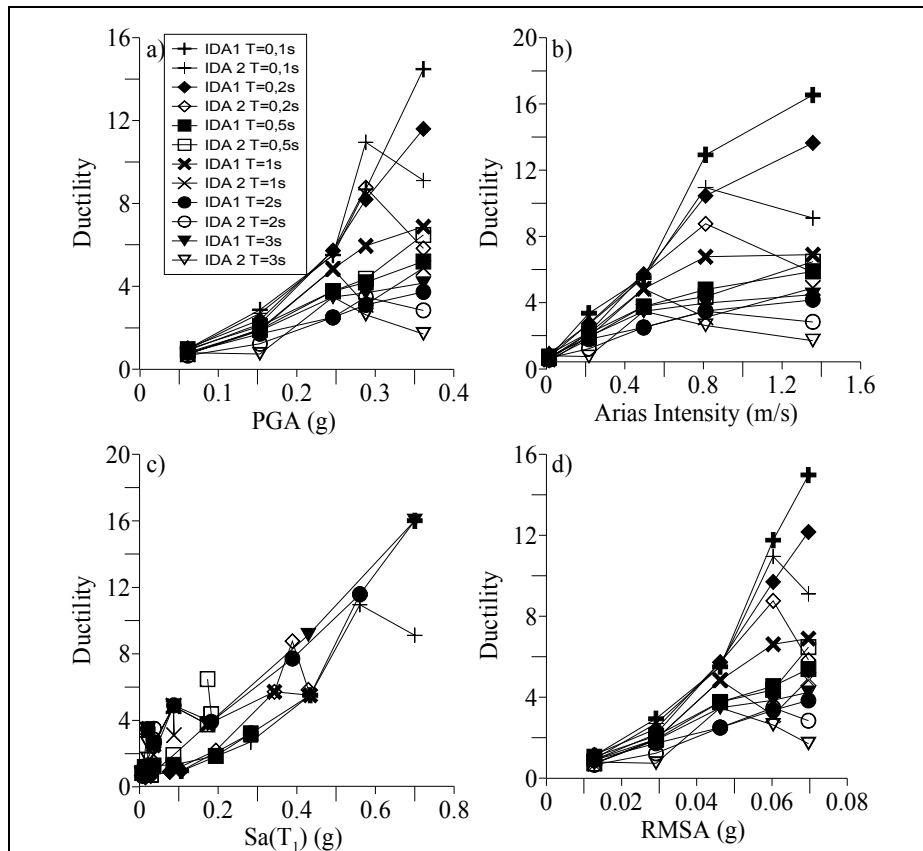 a)
16
12
8
4
0
Ductility
IDA1 T=0,1s
IDA 2 T=0,1s
IDA1 T=0,2s
IDA 2 T=0,2s
IDA1 T=0,5s
IDA 2 T=0,5s
IDA1 T=1s
IDA 2 T=1s
IDA1 T=2s
IDA 2 T=2s
IDA1 T=3s
IDA 2 T=3s
0 0.1 0.2 0.3 0.4
PGA (g)
b)
20
16
12
8
4
0
Ductility
0 0.4 0.8 1.2 1.6
Arias Intensity (m/s)
c)
20
16
12
8
4
0
Ductility
0 0.2 0.4 0.6 0.8
Sa(T1) (g)
d)
16
12
8
4
0
Ductility
0 0.02 0.04 0.06 0.08
RMSA (g)